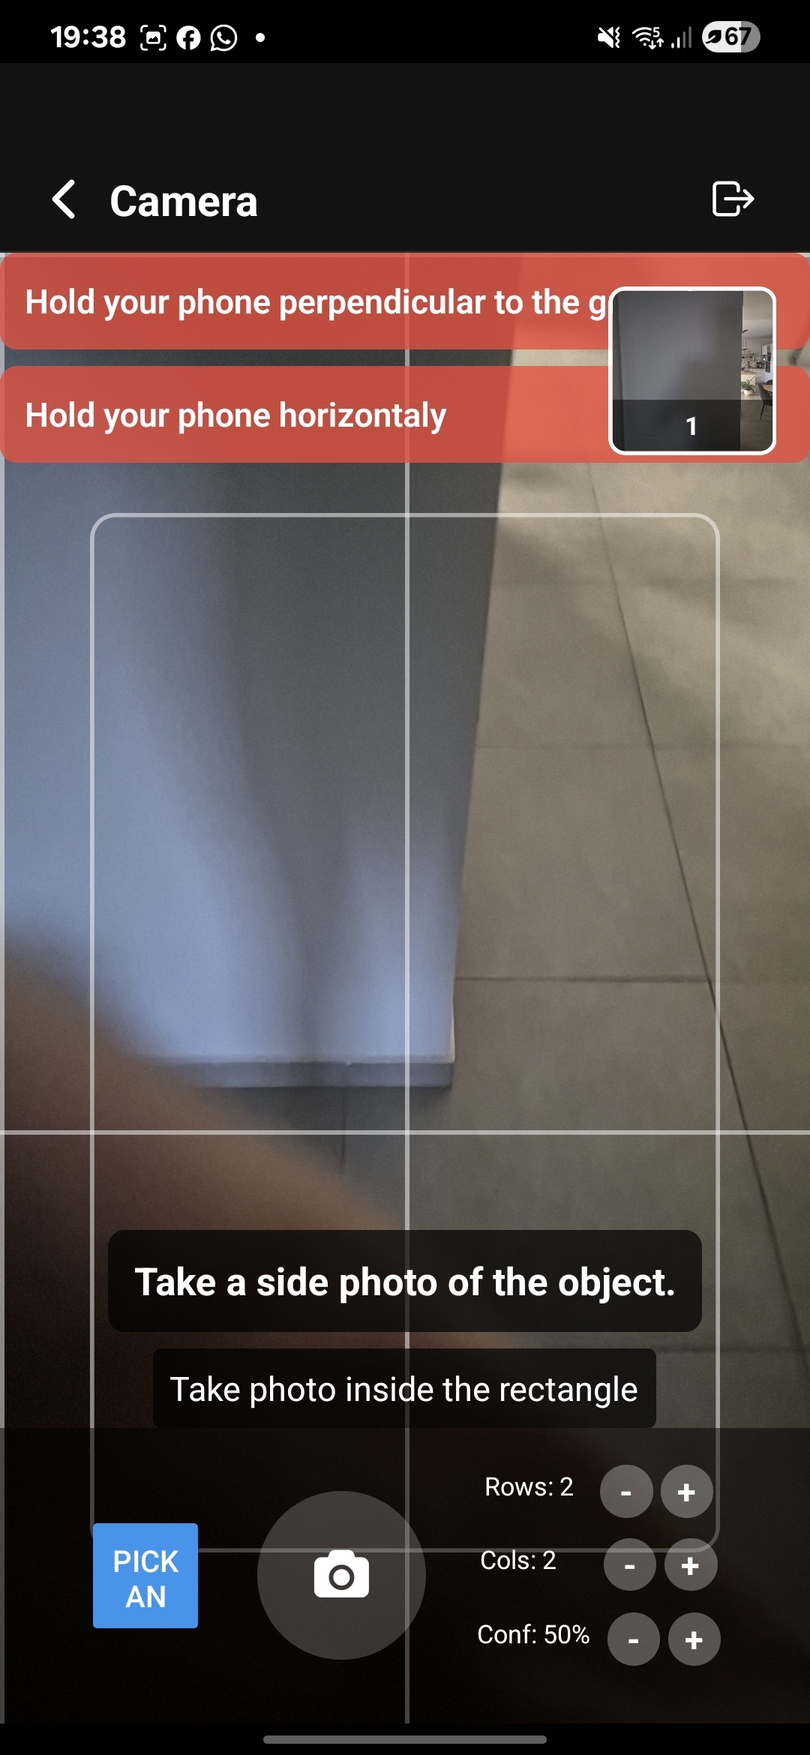 19:38
5
67
Camera
Hold your phone perpendicular to the g
Hold your phone horizontaly
1
Take a side photo of the object.
Take photo inside the rectangle
Rows: 2 - +
Cols: 2 - +
Conf: 50% - +
PICK
AN